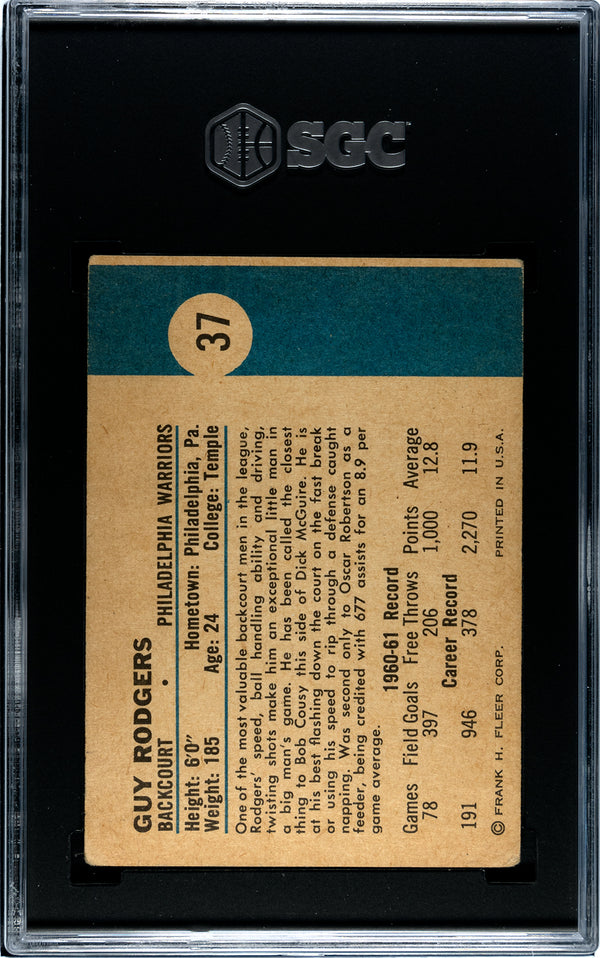 SGC
37
GUY RODGERS
BACKCOURT • PHILADELPHIA WARRIORS
Height: 6'0" Hometown: Philadelphia, Pa.
Weight: 185 Age: 24 College: Temple
One of the most valuable backcourt men in the league,
Rodgers' speed, ball handling ability and driving,
twisting shots make him an exceptional little man in
a big man's game. He has been called the closest
thing to Bob Cousy this side of Dick McGuire. He is
at his best flashing down the court on the fast break
or using his speed to rip through a defense caught
napping. Was second only to Oscar Robertson as a
feeder, being credited with 677 assists for an 8.9 per
game average.
1960-61 Record
Games Field Goals Free Throws Points Average
78 397 206 1,000 12.8
Career Record
191 946 378 2,270 11.9
© FRANK H. FLEER CORP. PRINTED IN U.S.A.